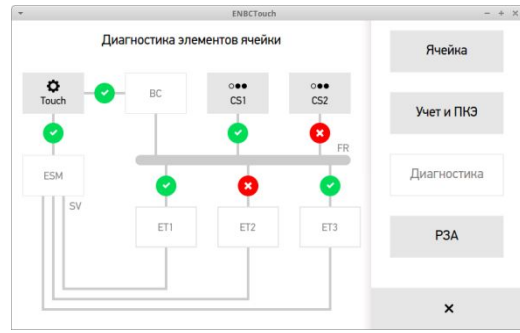 ENBCTouch
Диагностика элементов ячейки
Ячейка
Touch
BC
CS1
CS2
Учет и ПКЭ
FR
ESM
Диагностика
SV
ET1
ET2
ET3
РЗА